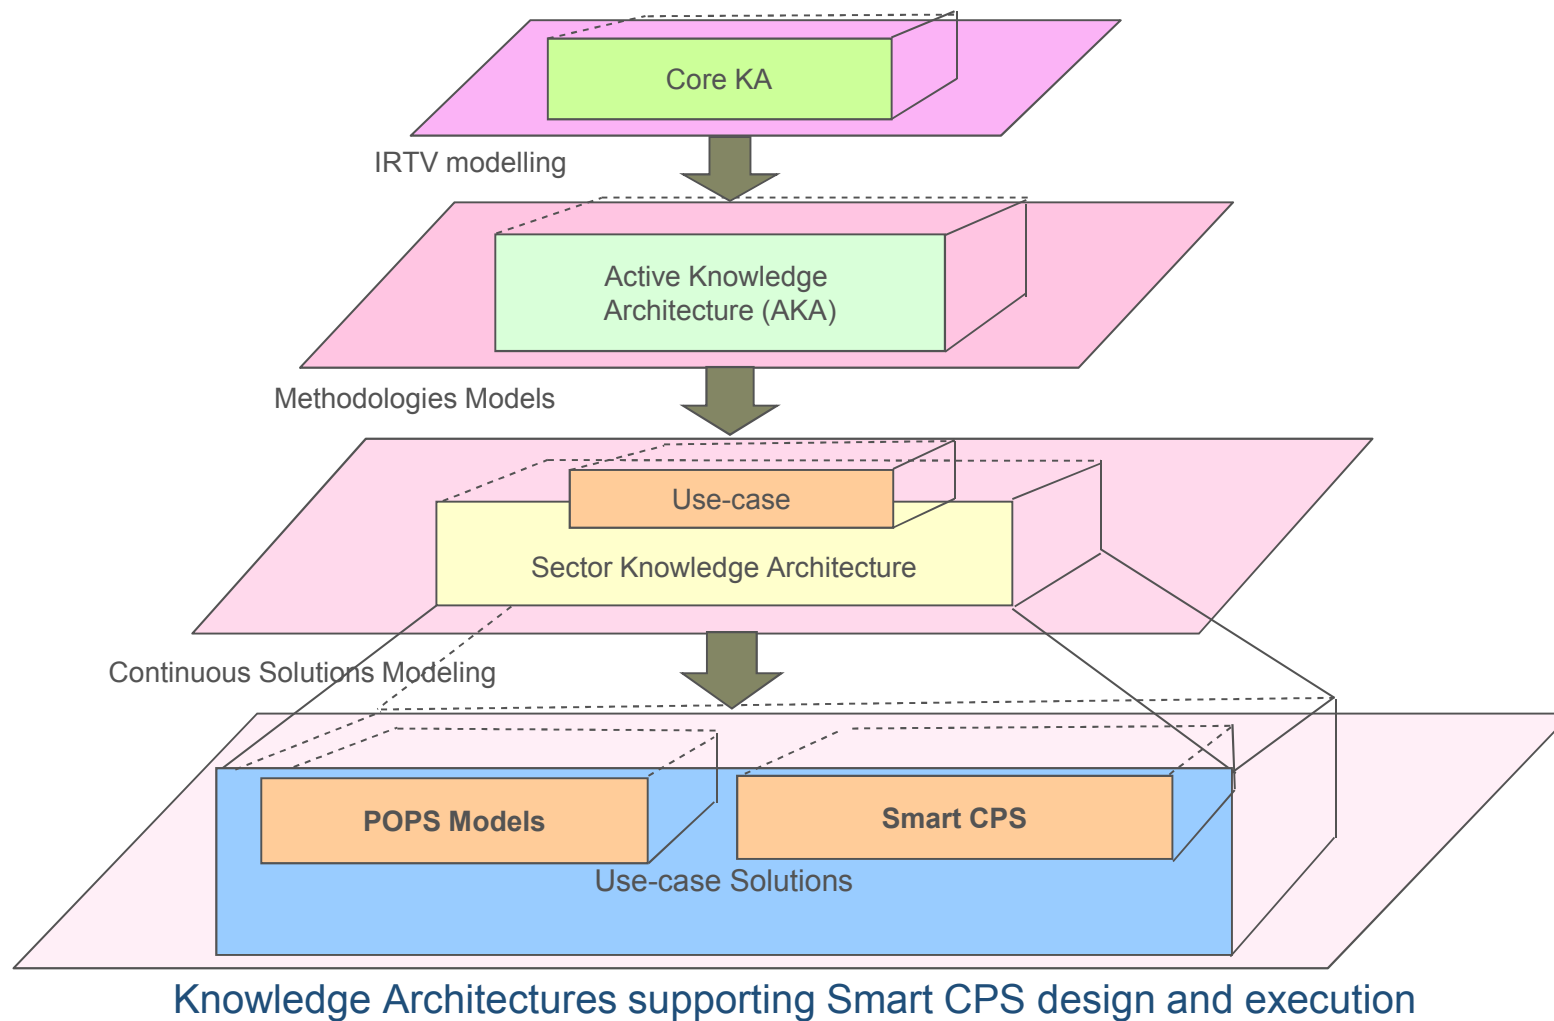 Core KA
IRTV modelling
Active Knowledge
Architecture (AKA)
Methodologies Models
Use-case
Sector Knowledge Architecture
Continuous Solutions Modeling
POPS Models
Smart CPS
Use-case Solutions
Knowledge Architectures supporting Smart CPS design and execution